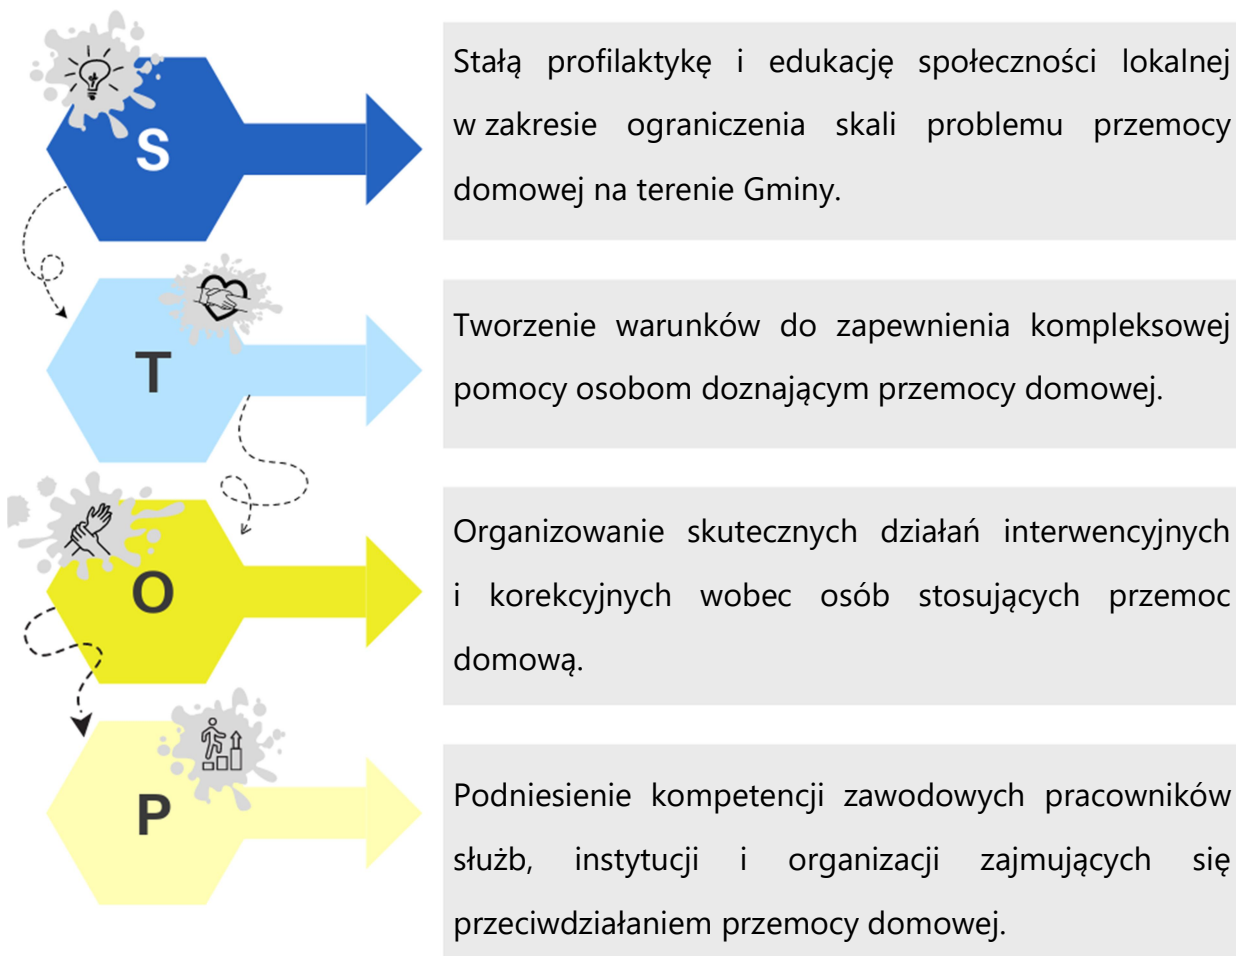 S
Stałą profilaktykę i edukację społeczności lokalnej
w zakresie ograniczenia skali problemu przemocy
domowej na terenie Gminy.
T
Tworzenie warunków do zapewnienia kompleksowej
pomocy osobom doznającym przemocy domowej.
O
Organizowanie skutecznych działań interwencyjnych
i korekcyjnych wobec osób stosujących przemoc
domową.
P
Podniesienie kompetencji zawodowych pracowników
służb, instytucji i organizacji zajmujących się
przeciwdziałaniem przemocy domowej.